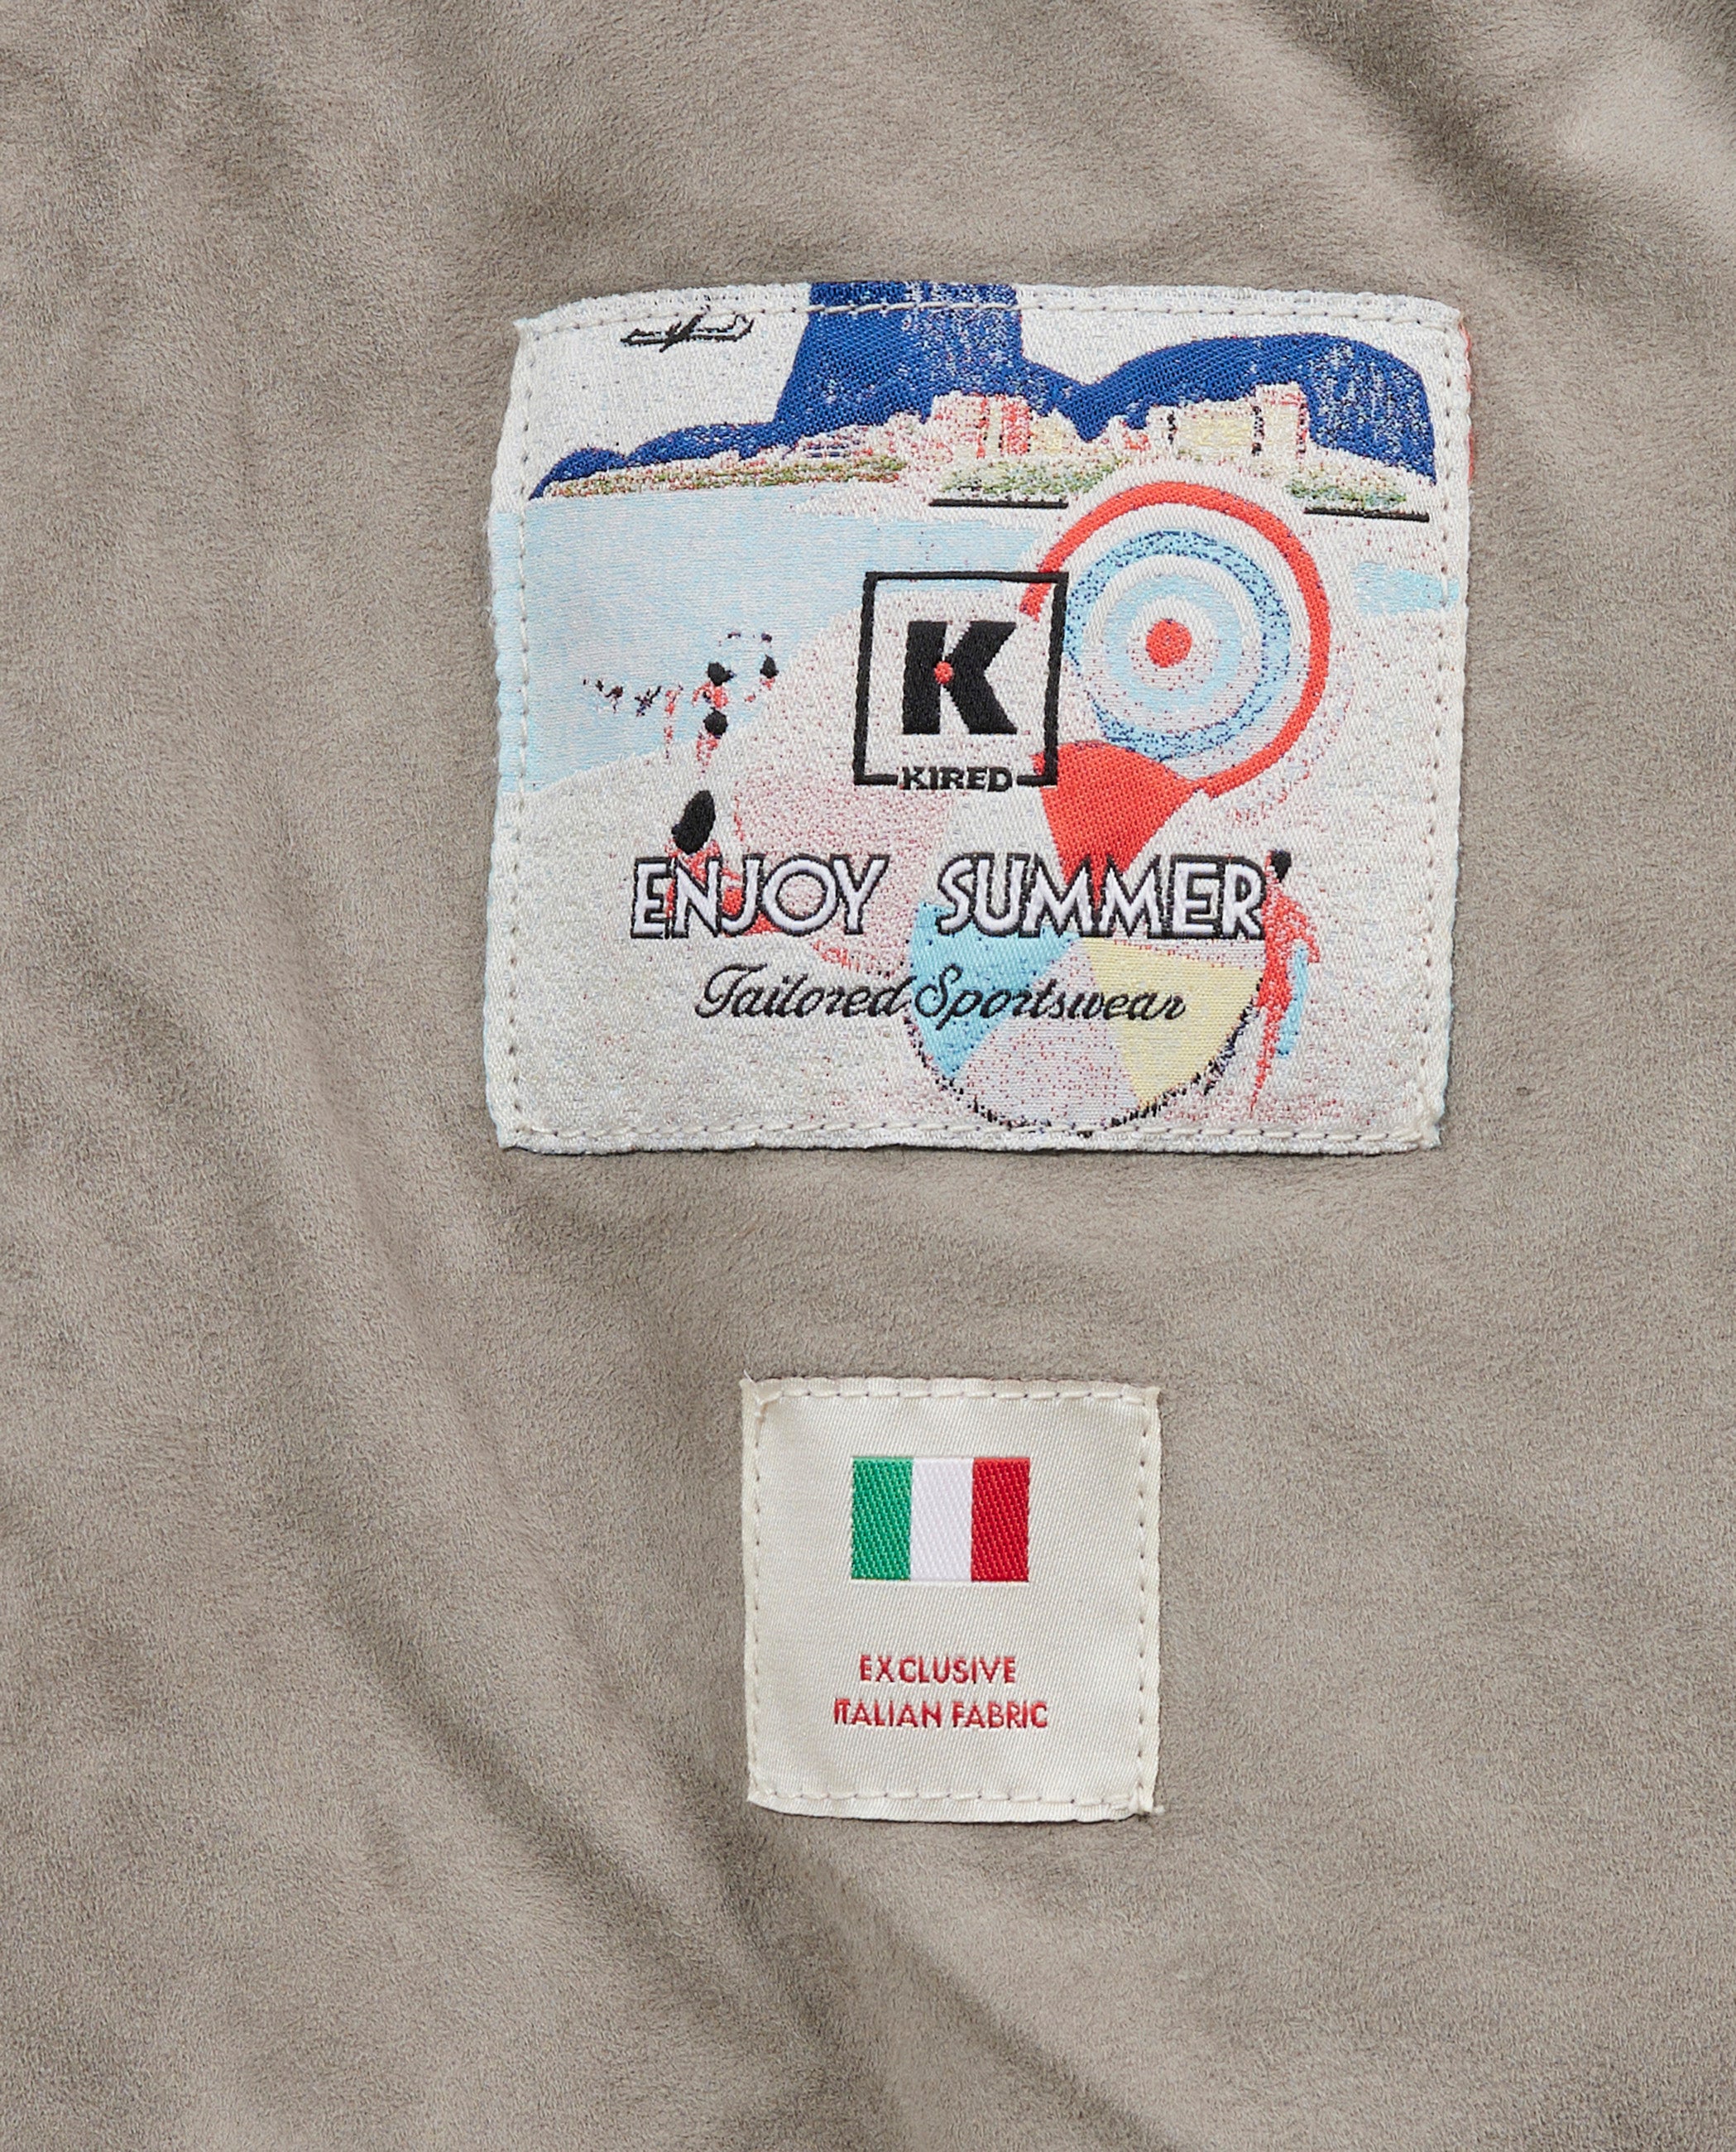 K
KIRED
ENJOY SUMMER
Tailored Sportswear
EXCLUSIVE
ITALIAN FABRIC